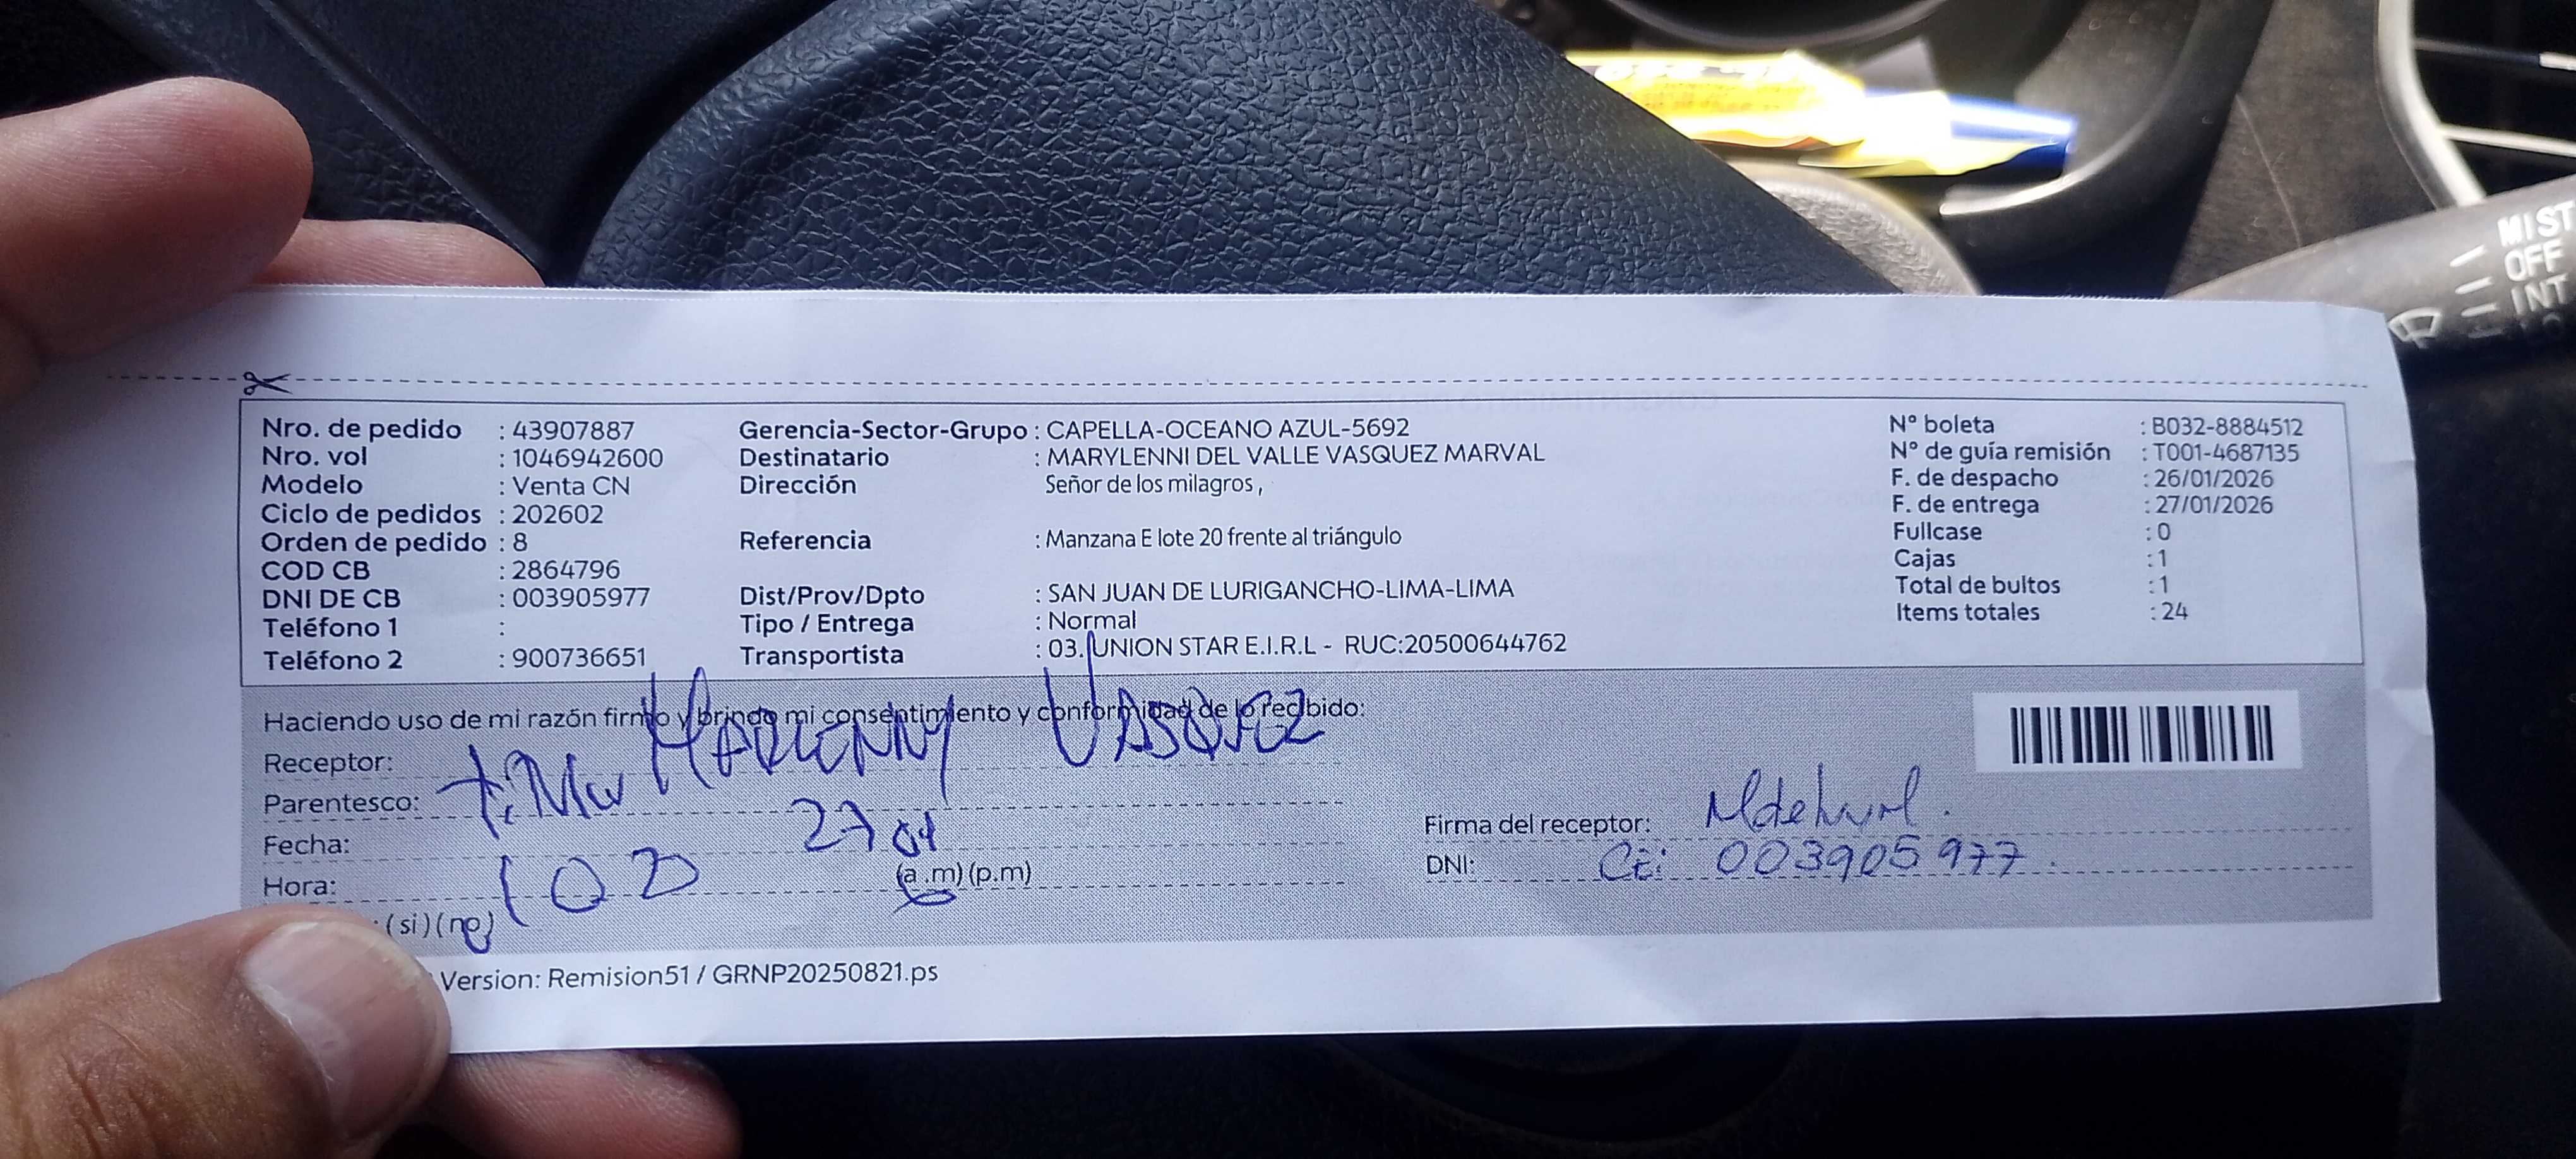 Nro. de pedido : 43907887
Nro. vol : 1046942600
Modelo : Venta CN
Ciclo de pedidos : 202602
Orden de pedido : 8
COD CB : 2864796
DNI DE CB : 003905977
Teléfono 1 :
Teléfono 2 : 900736651
Gerencia-Sector-Grupo : CAPELLA-OCEANO AZUL-5692
Destinatario : MARYLENNI DEL VALLE VASQUEZ MARVAL
Dirección Señor de los milagros ,
Referencia : Manzana E lote 20 frente al triángulo
Dist/Prov/Dpto : SAN JUAN DE LURIGANCHO-LIMA-LIMA
Tipo / Entrega : Normal
Transportista : 03. UNION STAR E.I.R.L - RUC:20500644762
Nº boleta : B032-8884512
Nº de guía remisión : T001-4687135
F. de despacho : 26/01/2026
F. de entrega : 27/01/2026
Fullcase : 0
Cajas : 1
Total de bultos : 1
Items totales : 24
Haciendo uso de mi razón firmo y brindo mi consentimiento y conformidad de lo recibido:
Receptor: VASQUEZ
Parentesco:
Fecha: 27 01
Hora: (a.m) (p.m)
: (si) (no)
Firma del receptor:
DNI: CE: 003905977
Version: Remision51 / GRNP20250821.ps
MIST
OFF
INT